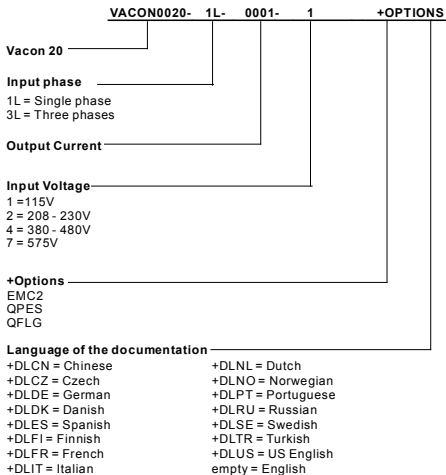 VACON0020- 1L- 0001- 1 +OPTIONS
Vacon 20
Input phase
1L = Single phase
3L = Three phases
Output Current
Input Voltage
1 =115V
2 = 208 - 230V
4 = 380 - 480V
7 = 575V
+Options
EMC2
QPES
QFLG
Language of the documentation
+DLCN = Chinese
+DLCZ = Czech
+DLDE = German
+DLDK = Danish
+DLES = Spanish
+DLFI = Finnish
+DLFR = French
+DLIT = Italian
+DLNL = Dutch
+DLNO = Norwegian
+DLPT = Portuguese
+DLRU = Russian
+DLSE = Swedish
+DLTR = Turkish
+DLUS = US English
empty = English